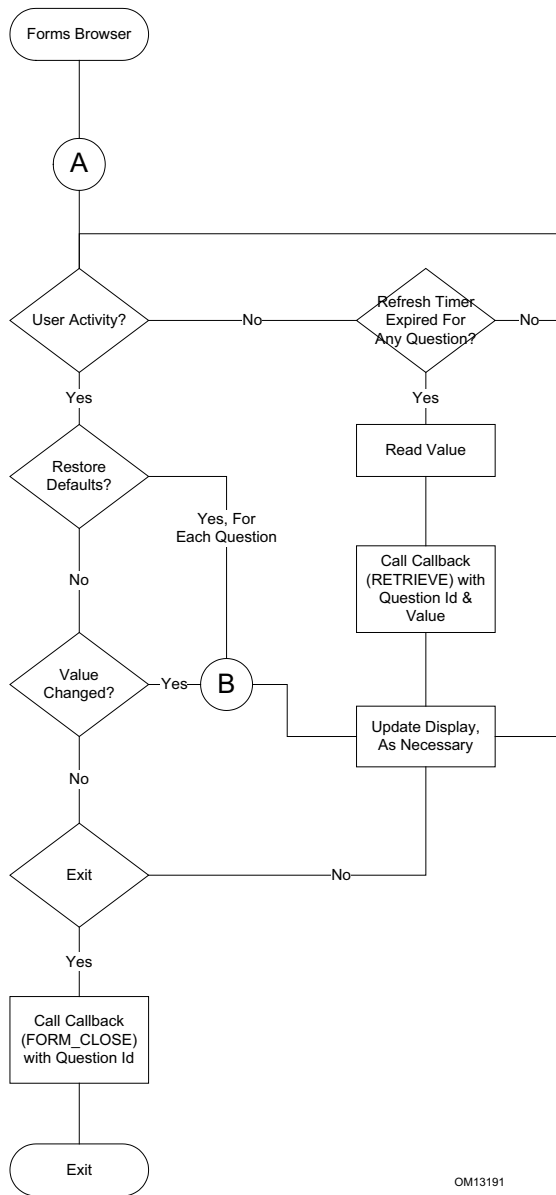 Forms Browser
A
User Activity?
No
Refresh Timer
Expired For
Any Question?
No
Yes
Yes
Restore
Defaults?
Yes, For
Each Question
Read Value
Call Callback
(RETRIEVE) with
Question Id &
Value
No
Value
Changed?
Yes
B
Update Display,
As Necessary
No
Exit
No
Yes
Call Callback
(FORM_CLOSE)
with Question Id
Exit
OM13191